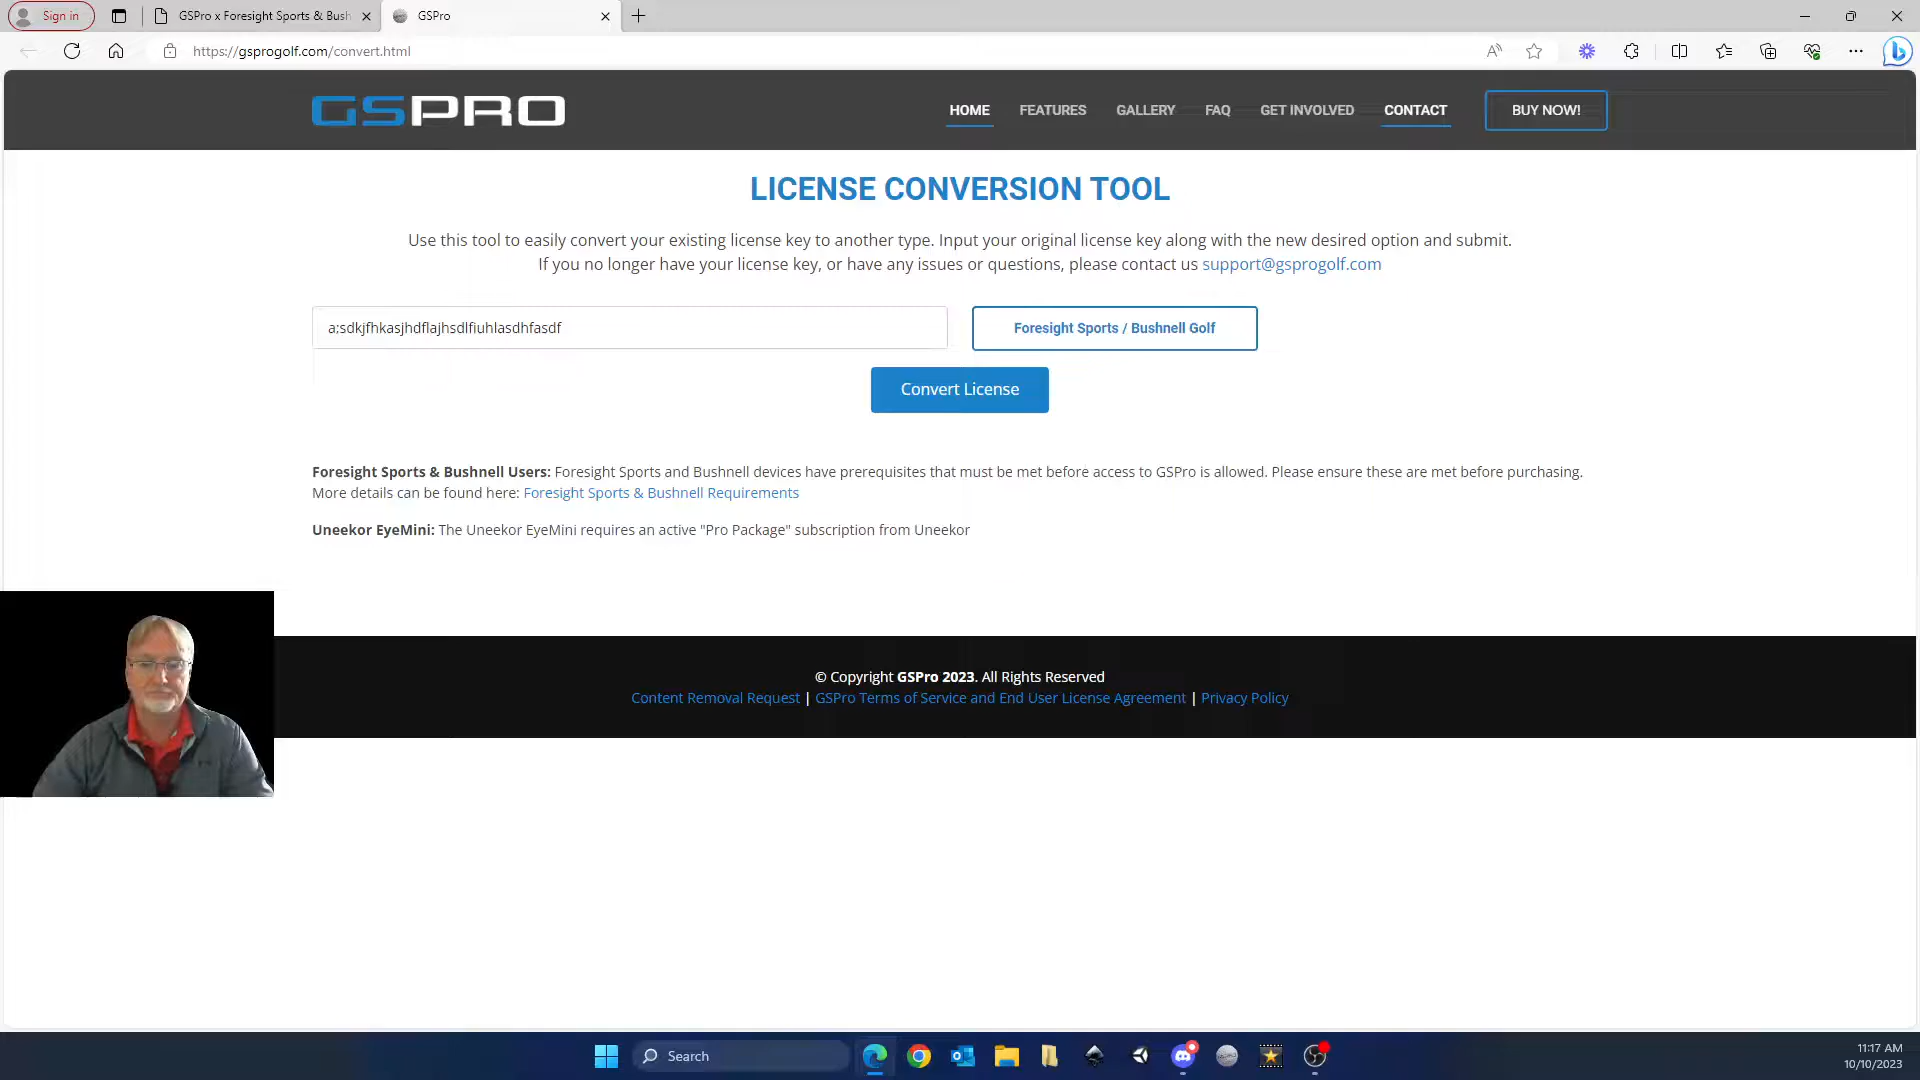 Sign in
GSPro x Foresight Sports & Bush
GSPro
https://gsprogolf.com/convert.html
GSPRO
HOME
FEATURES
GALLERY
FAQ
GET INVOLVED
CONTACT
BUY NOW!
LICENSE CONVERSION TOOL
Use this tool to easily convert your existing license key to another type. Input your original license key along with the new desired option and submit.
If you no longer have your license key, or have any issues or questions, please contact us support@gsprogolf.com
a;sdkjfhkasjhdflajhsdlfiuhlasdhfasdf
Foresight Sports / Bushnell Golf
Convert License
Foresight Sports & Bushnell Users: Foresight Sports and Bushnell devices have prerequisites that must be met before access to GSPro is allowed. Please ensure these are met before purchasing.
More details can be found here: Foresight Sports & Bushnell Requirements
Uneekor EyeMini: The Uneekor EyeMini requires an active "Pro Package" subscription from Uneekor
© Copyright GSPro 2023. All Rights Reserved
Content Removal Request | GSPro Terms of Service and End User License Agreement | Privacy Policy
Search
11:17 AM
10/10/2023